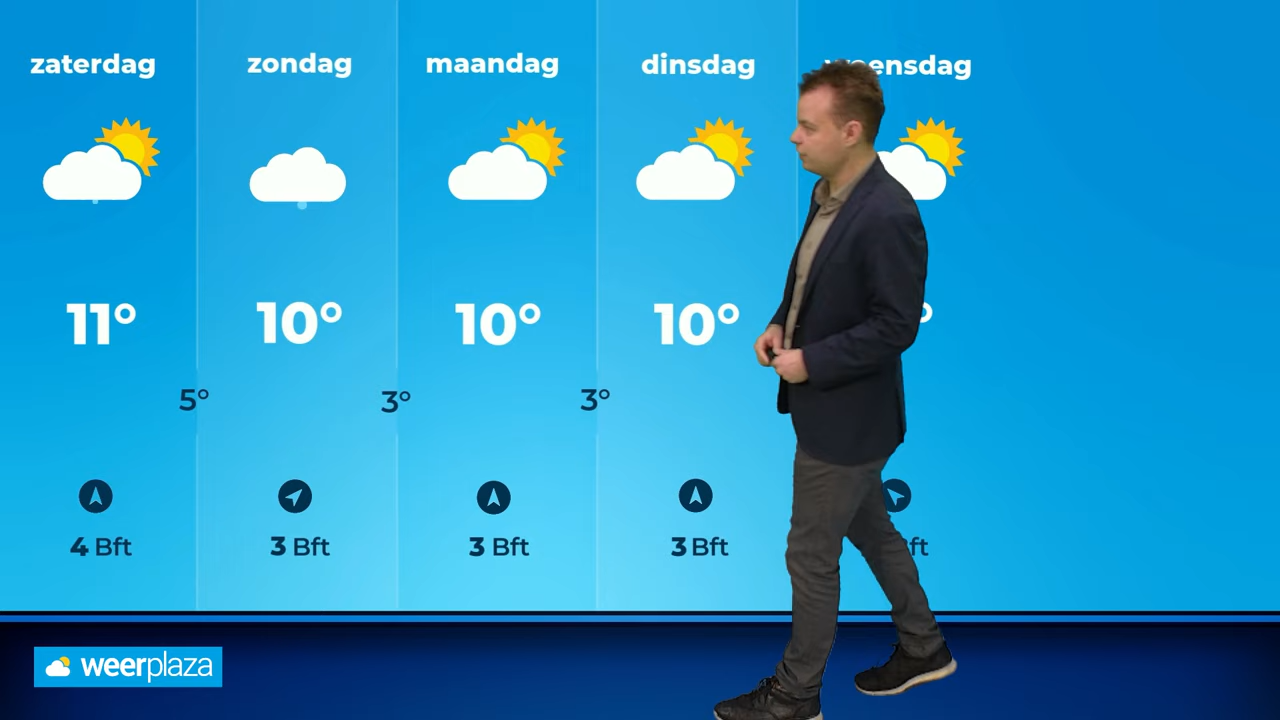 zaterdag zondag maandag dinsdag
11° 10° 10° 10°
5° 3° 3°
4 Bft 3 Bft 3 Bft 3 Bft
weerplaza